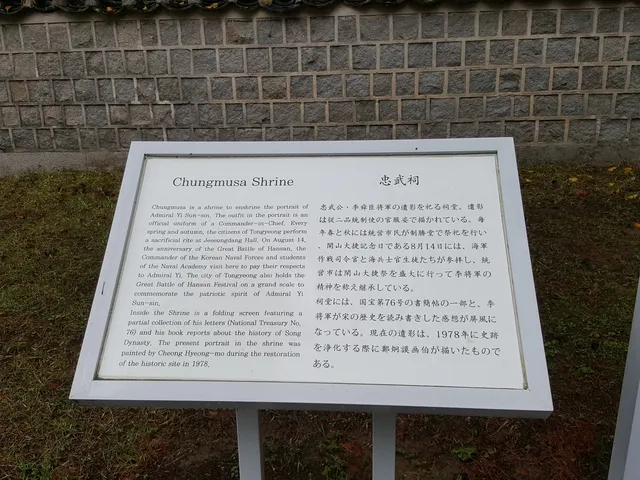 Chungmusa Shrine
Chungmusa is a shrine to enshrine the portrait of
Admiral Yi Sun-sin. The outfit in the portrait is an
official uniform of a Commander-in-Chief. Every
spring and autumn, the citizens of Tongyeong perform
a sacrificial rite at Jeseungdang Hall. On August 14,
the anniversary of the Great Battle of Hansan, the
Commander of the Korean Naval Forces and students
of the Naval Academy visit here to pay their respects
to Admiral Yi. The city of Tongyeong also holds the
Great Battle of Hansan Festival on a grand scale to
commemorate the patriotic spirit of Admiral Yi
Sun-sin.
Inside the Shrine is a folding screen featuring a
partial collection of his letters (National Treasury No.
76) and his book reports about the history of Song
Dynasty. The present portrait in the shrine was
painted by Cheong Hyeong-mo during the restoration
of the historic site in 1978.
忠武祠
忠武公・李舜臣将軍の遺影を祀る祠堂。遺影
は従二品統制使の官服姿で描かれている。毎
年春と秋には統営市民が制勝堂で祭祀を行い
、閑山大捷記念日である8月14日には、海軍
作戦司令官と海兵士官生徒たちが参拝し、統
営市は閑山大捷祭を盛大に行って李将軍の
精神を称え継承している。
祠堂には、国宝第76号の書簡帖の一部と、李
将軍が宋の歴史を読み書きした感想が屏風に
なっている。現在の遺影は、1978年に史跡
を浄化する際に鄭炯謨画伯が描いたもので
ある。